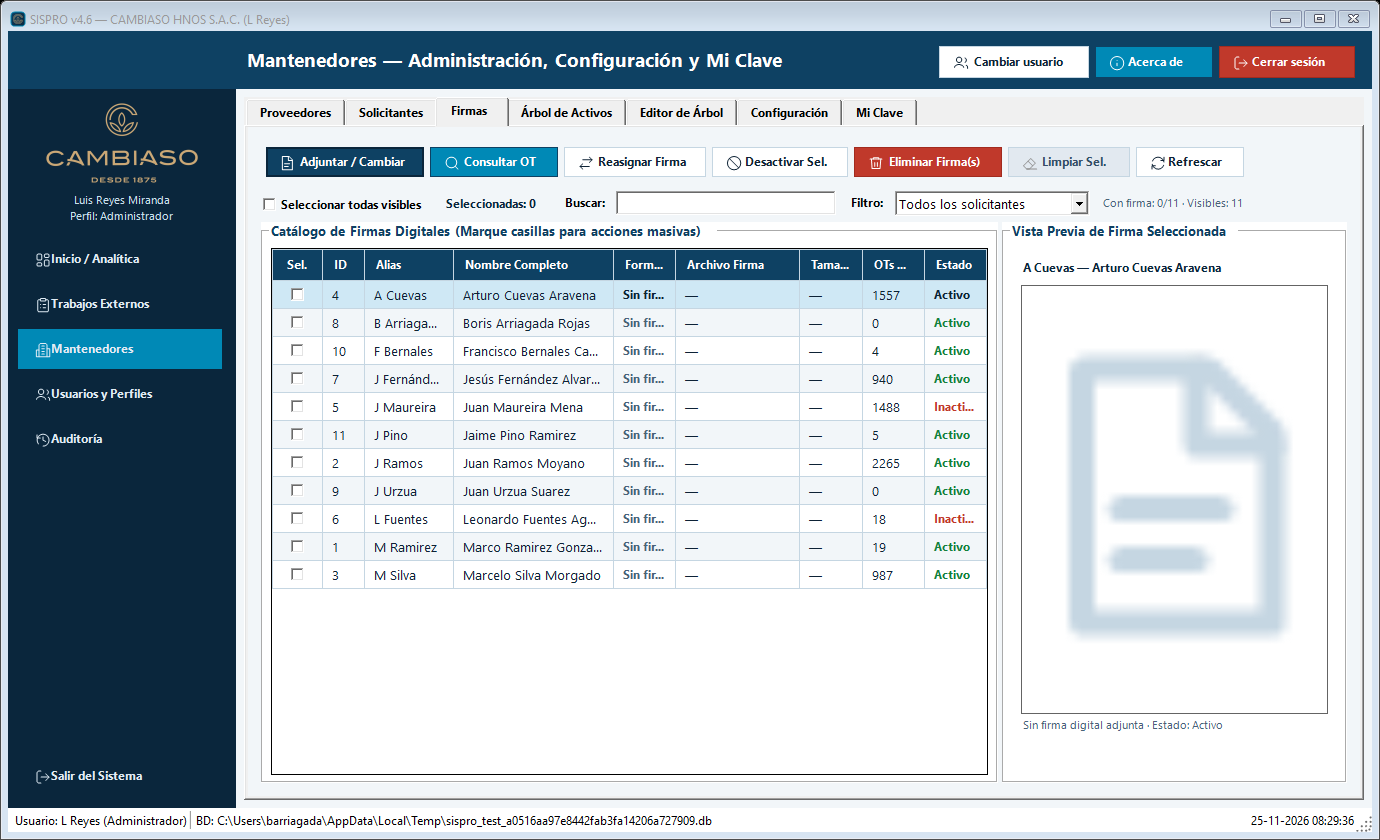 SISPRO v4.6 — CAMBIASO HNOS S.A.C. (L Reyes)
Mantenedores — Administración, Configuración y Mi Clave
Cambiar usuario
Acerca de
Cerrar sesión
CAMBIASO
DESDE 1875
Luis Reyes Miranda
Perfil: Administrador
Inicio / Analítica
Trabajos Externos
Mantenedores
Usuarios y Perfiles
Auditoría
Salir del Sistema
Proveedores Solicitantes Firmas Árbol de Activos Editor de Árbol Configuración Mi Clave
Adjuntar / Cambiar Consultar OT Reasignar Firma Desactivar Sel. Eliminar Firma(s) Limpiar Sel. Refrescar
Seleccionar todas visibles Seleccionadas: 0 Buscar: Filtro: Todos los solicitantes Con firma: 0/11 · Visibles: 11
Catálogo de Firmas Digitales (Marque casillas para acciones masivas)
Sel. ID Alias Nombre Completo Form... Archivo Firma Tama... OTs ... Estado
4 A Cuevas Arturo Cuevas Aravena Sin fir... — — 1557 Activo
8 B Arriaga... Boris Arriagada Rojas Sin fir... — — 0 Activo
10 F Bernales Francisco Bernales Ca... Sin fir... — — 4 Activo
7 J Fernánd... Jesús Fernández Alvar... Sin fir... — — 940 Activo
5 J Maureira Juan Maureira Mena Sin fir... — — 1488 Inacti...
11 J Pino Jaime Pino Ramirez Sin fir... — — 5 Activo
2 J Ramos Juan Ramos Moyano Sin fir... — — 2265 Activo
9 J Urzua Juan Urzua Suarez Sin fir... — — 0 Activo
6 L Fuentes Leonardo Fuentes Ag... Sin fir... — — 18 Inacti...
1 M Ramirez Marco Ramirez Gonza... Sin fir... — — 19 Activo
3 M Silva Marcelo Silva Morgado Sin fir... — — 987 Activo
Vista Previa de Firma Seleccionada
A Cuevas — Arturo Cuevas Aravena
Sin firma digital adjunta · Estado: Activo
Usuario: L Reyes (Administrador) BD: C:\Users\barriagada\AppData\Local\Temp\sispro_test_a0516aa97e8442fab3fa14206a727909.db 25-11-2026 08:29:36